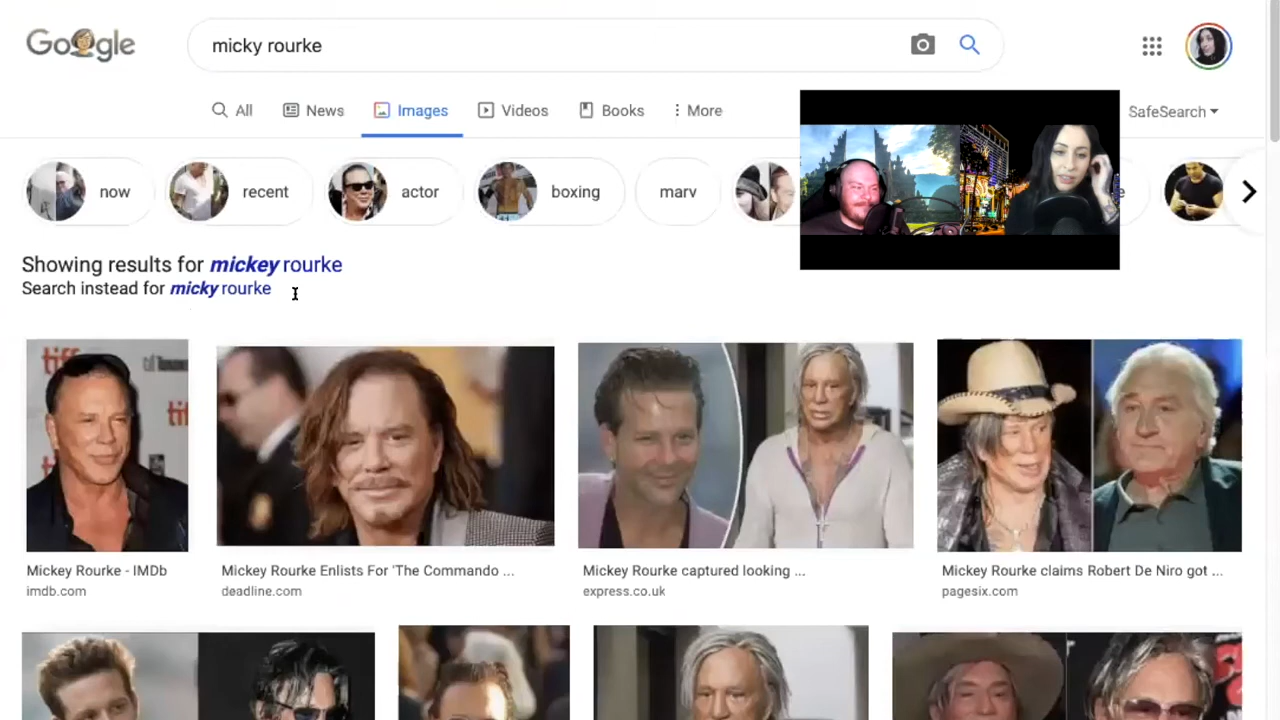 Google
micky rourke
All
News
Images
Videos
Books
More
SafeSearch
now
recent
actor
boxing
marv
Showing results for mickey rourke
Search instead for micky rourke
Mickey Rourke - IMDb
imdb.com
Mickey Rourke Enlists For 'The Commando ...
deadline.com
Mickey Rourke captured looking ...
express.co.uk
Mickey Rourke claims Robert De Niro got ...
pagesix.com